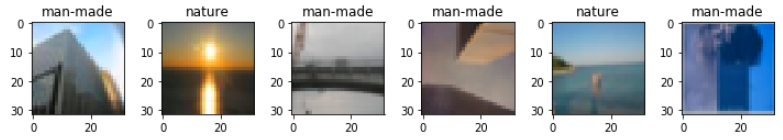 man-made nature man-made man-made nature man-made
0 0 0 0 0 0
10 10 10 10 10 10
20 20 20 20 20 20
30 30 30 30 30 30
0 20 0 20 0 20 0 20 0 20 0 20